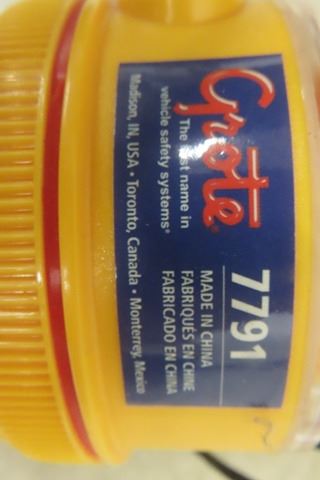 Grote®
The first name in
vehicle safety systems®
Madison, IN, USA • Toronto, Canada • Monterrey, Mexico
7791
MADE IN CHINA
FABRIQUÉS EN CHINE
FABRICADO EN CHINA